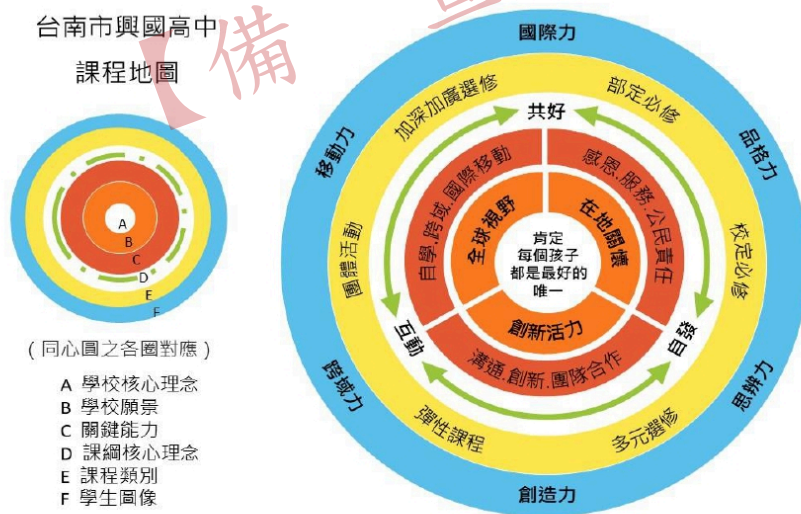 台南市興國高中
課程地圖
【備
A
B
C
D
E
F
(同心圓之各圈對應)
A 學校核心理念
B 學校願景
C 關鍵能力
D 課綱核心理念
E 課程類別
F 學生圖像
國際力
品格力
思辨力
創造力
跨域力
移動力
加深加廣選修
部定必修
校定必修
多元選修
彈性課程
團體活動
共好
自發
互動
自學.跨域.國際移動
感恩.服務.公民責任
溝通.創新.團隊合作
全球視野
在地關懷
創新活力
肯定
每個孩子
都是最好的
唯一